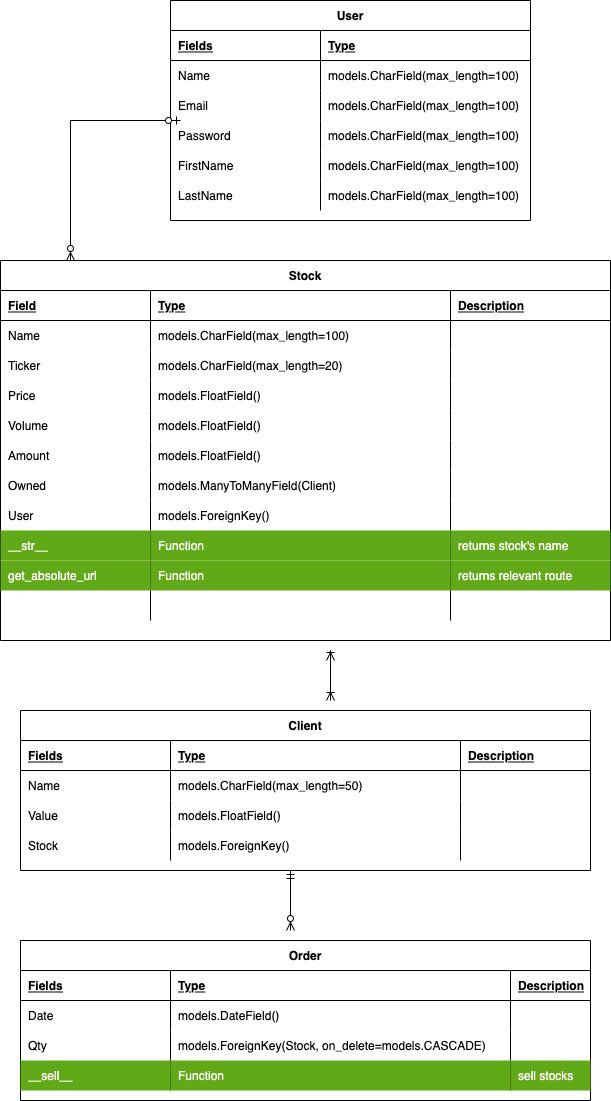 User
Fields Type
Name models.CharField(max_length=100)
Email models.CharField(max_length=100)
Password models.CharField(max_length=100)
FirstName models.CharField(max_length=100)
LastName models.CharField(max_length=100)
Stock
Field Type Description
Name models.CharField(max_length=100)
Ticker models.CharField(max_length=20)
Price models.FloatField()
Volume models.FloatField()
Amount models.FloatField()
Owned models.ManyToManyField(Client)
User models.ForeignKey()
__str__ Function returns stock's name
get_absolute_url Function returns relevant route
Client
Fields Type Description
Name models.CharField(max_length=50)
Value models.FloatField()
Stock models.ForeignKey()
Order
Fields Type Description
Date models.DateField()
Qty models.ForeignKey(Stock, on_delete=models.CASCADE)
__sell__ Function sell stocks